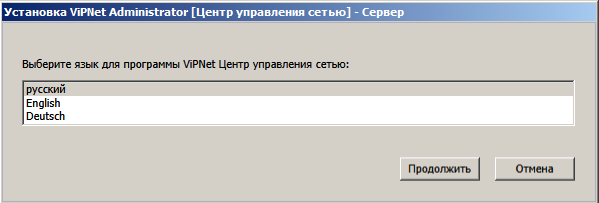 Установка ViPNet Administrator [Центр управления сетью] - Сервер
Выберите язык для программы ViPNet Центр управления сетью:
русский
English
Deutsch
Продолжить Отмена